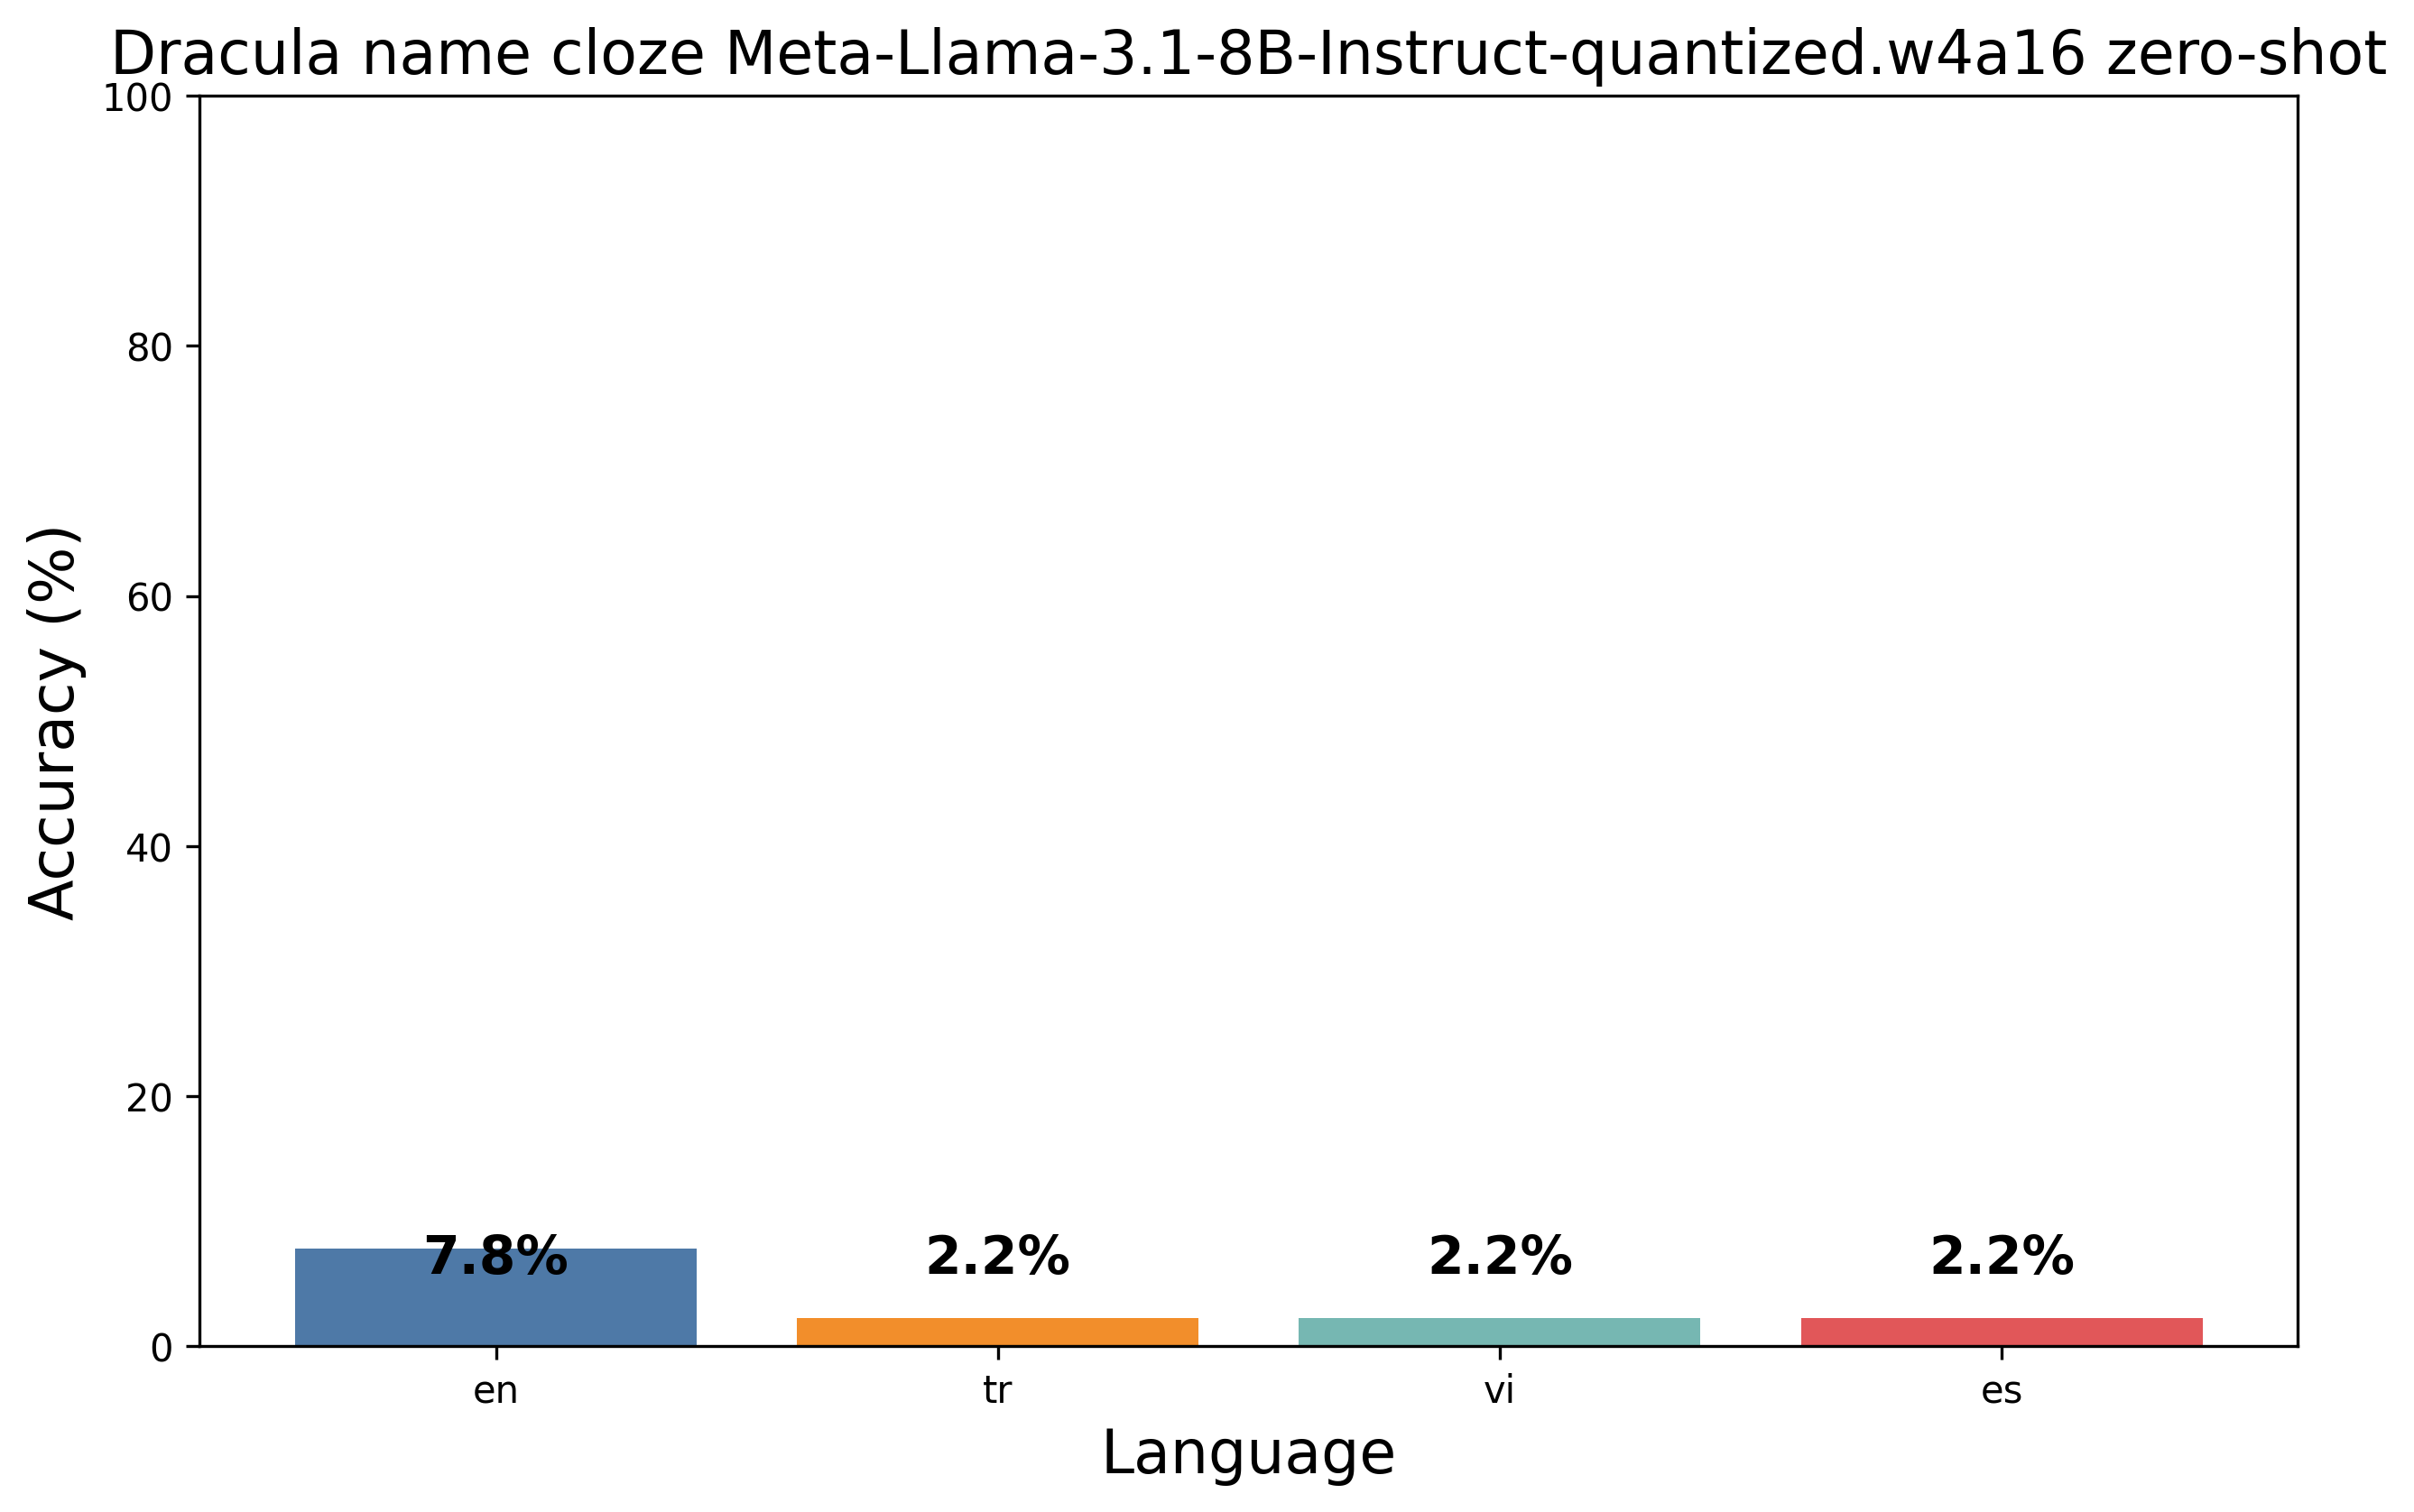 Dracula name cloze Meta-Llama-3.1-8B-Instruct-quantized.w4a16 zero-shot
100
80
60
40
20
0
Accuracy (%)
7.8%
2.2%
2.2%
2.2%
en
tr
vi
es
Language